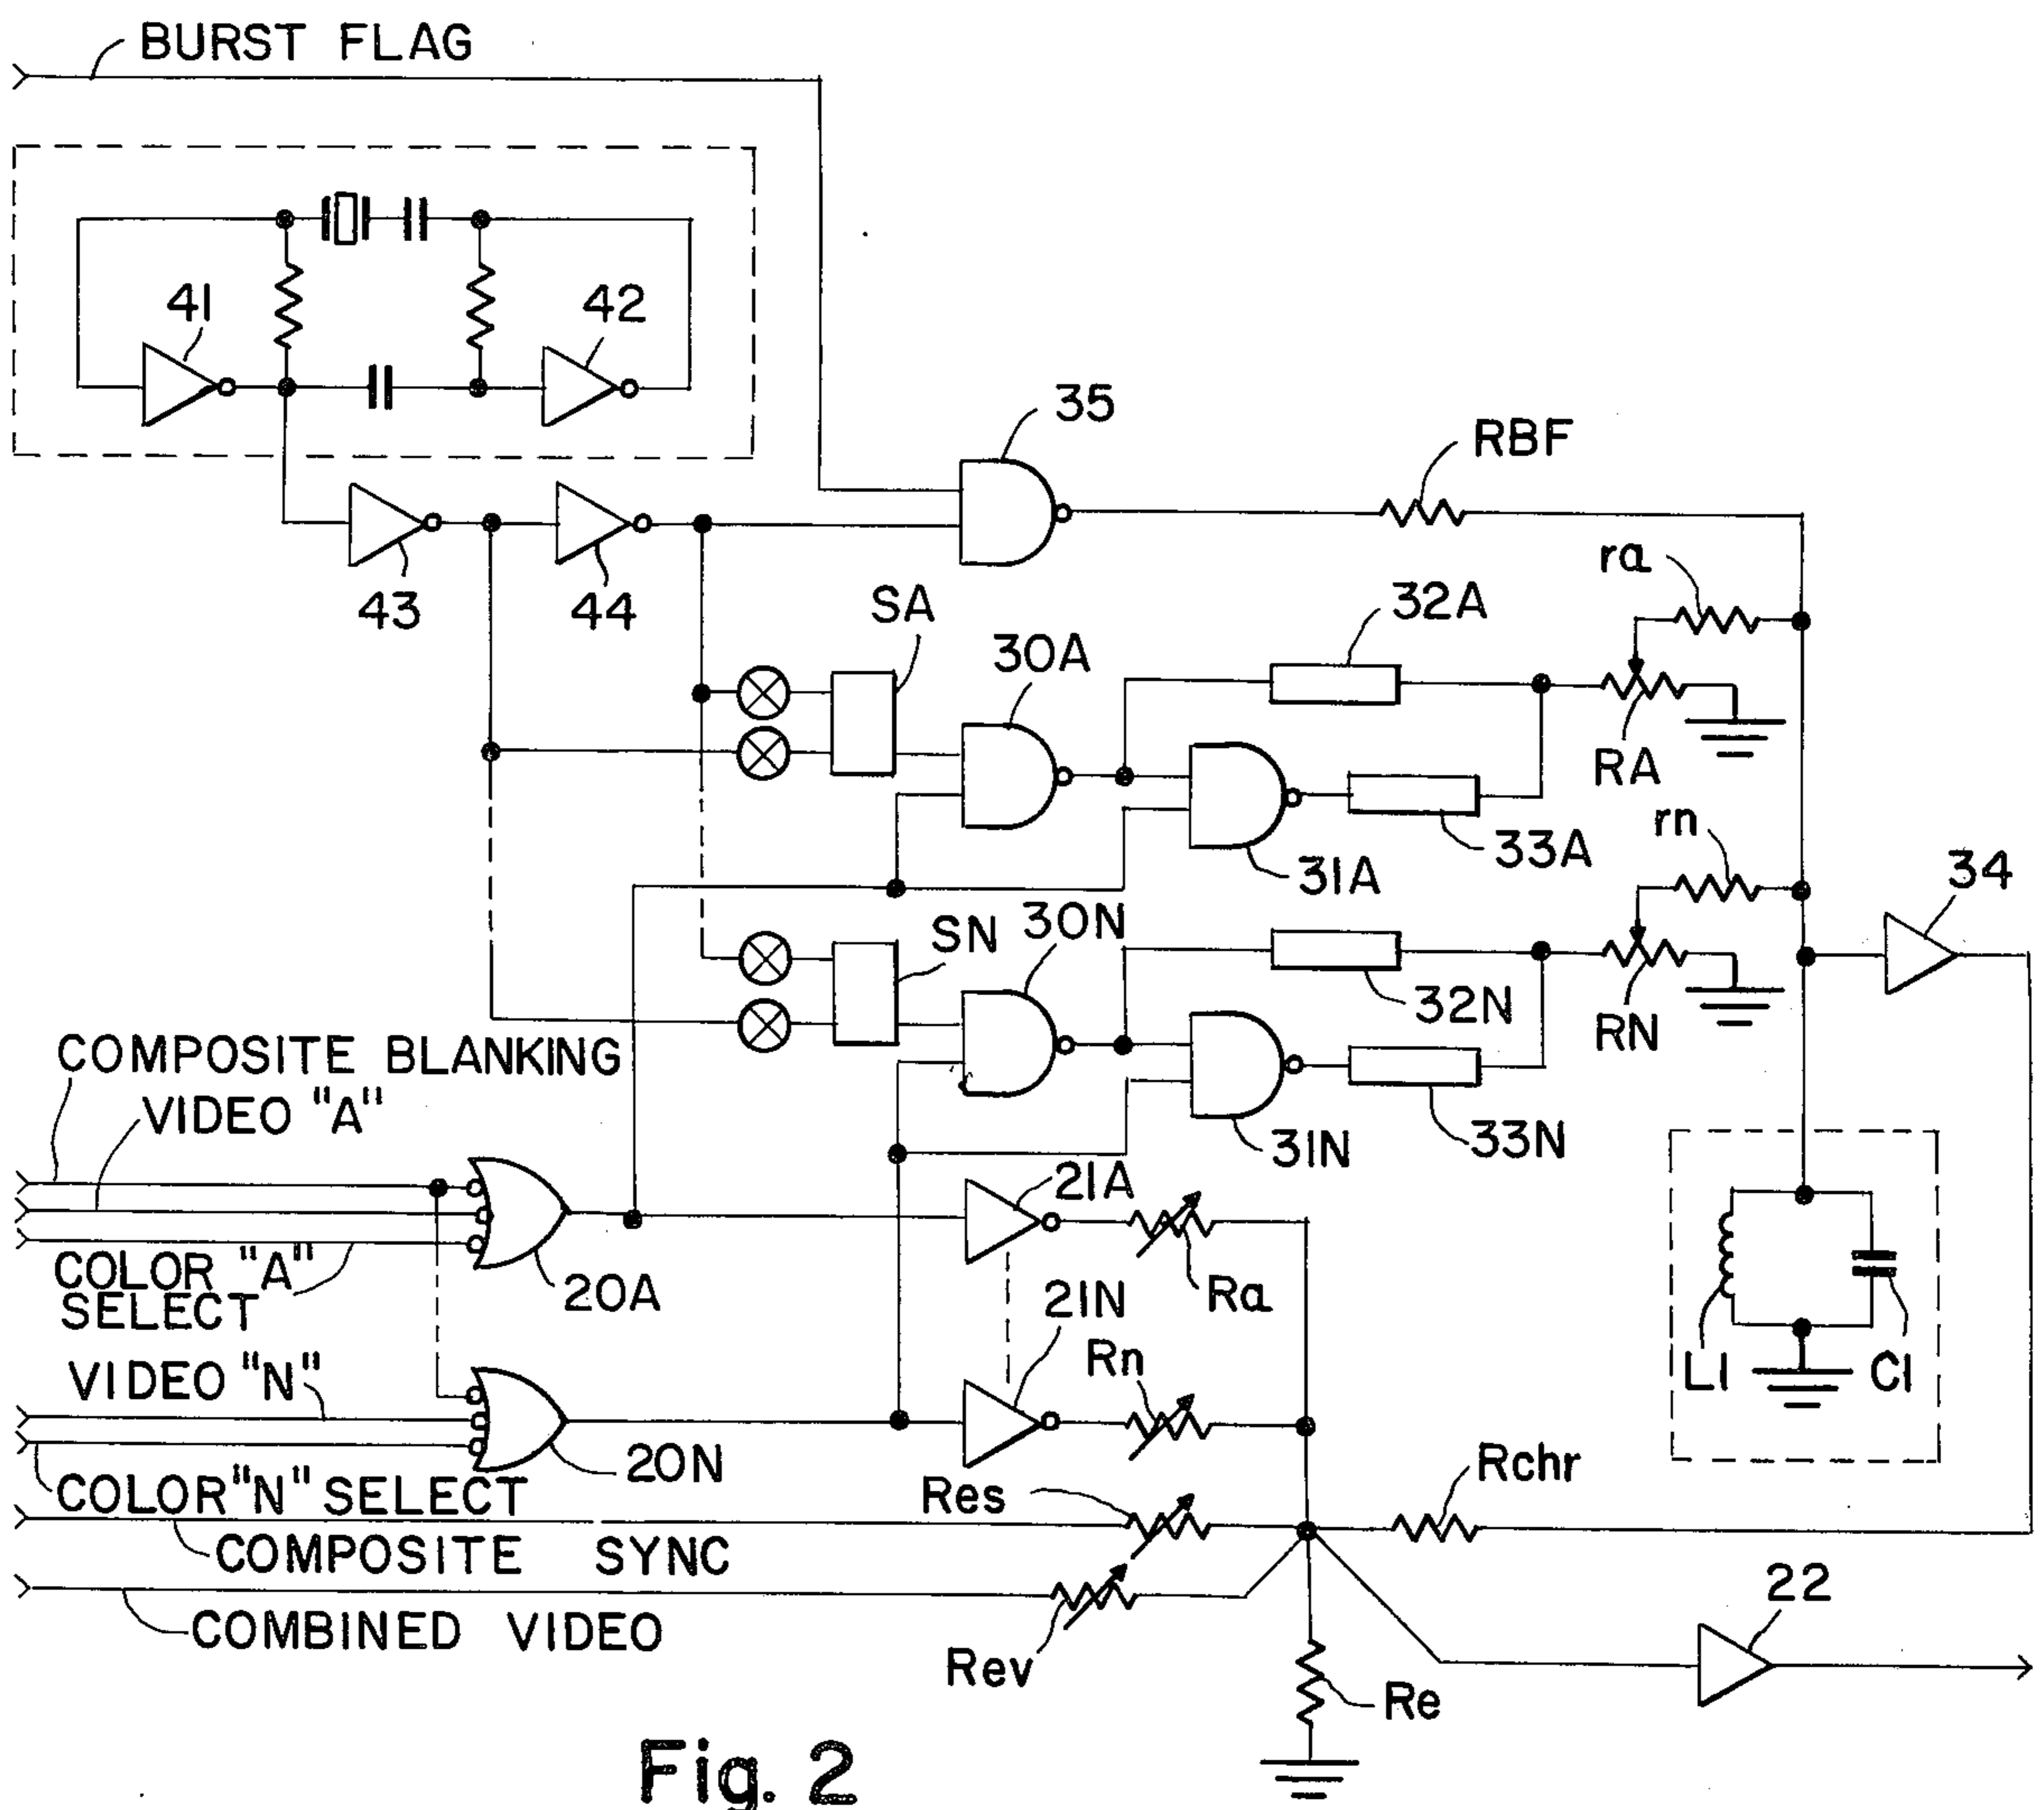 BURST FLAG
41
42
35
RBF
43
44
ra
SA
32A
30A
RA
rn
33A
31A
34
SN
30N
32N
RN
COMPOSITE BLANKING
VIDEO "A"
33N
31N
21A
COLOR "A"
SELECT
20A
Ra
21N
Rn
L1
C1
VIDEO "N"
20N
COLOR "N" SELECT
Res
Rchr
COMPOSITE SYNC
22
COMBINED VIDEO
Rev
Re
Fig. 2